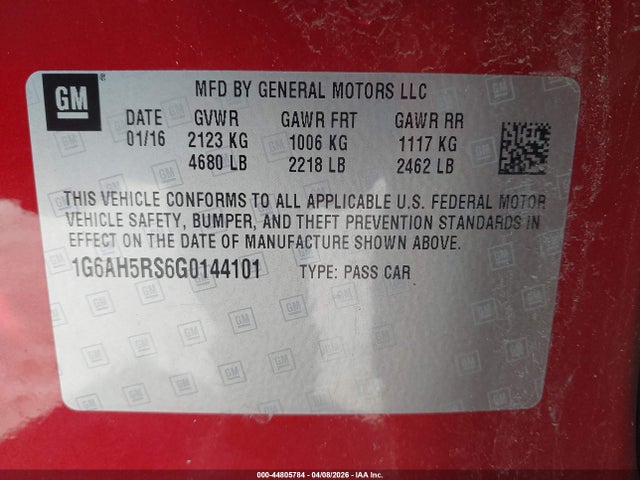 GM
MFD BY GENERAL MOTORS LLC
DATE GVWR GAWR FRT GAWR RR
01/16 2123 KG 1006 KG 1117 KG
4680 LB 2218 LB 2462 LB
THIS VEHICLE CONFORMS TO ALL APPLICABLE U.S. FEDERAL MOTOR
VEHICLE SAFETY, BUMPER, AND THEFT PREVENTION STANDARDS IN
EFFECT ON THE DATE OF MANUFACTURE SHOWN ABOVE.
1G6AH5RS6G0144101 TYPE: PASS CAR
000-44805784 | 04/08/2026 | IAA Inc.